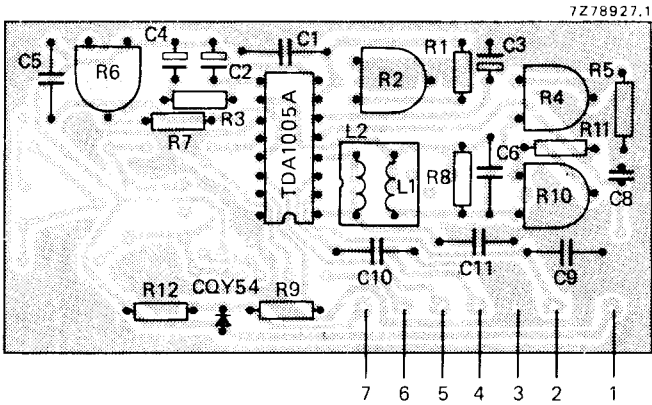 7Z78927.1
C5
C4
C1
R1
C3
R6
C2
R2
R4
R5
R3
R7
TDA1005A
R11
L2
L1
R8
C6
R10
C8
C10
C11
C9
R12
CQY54
R9
7 6 5 4 3 2 1